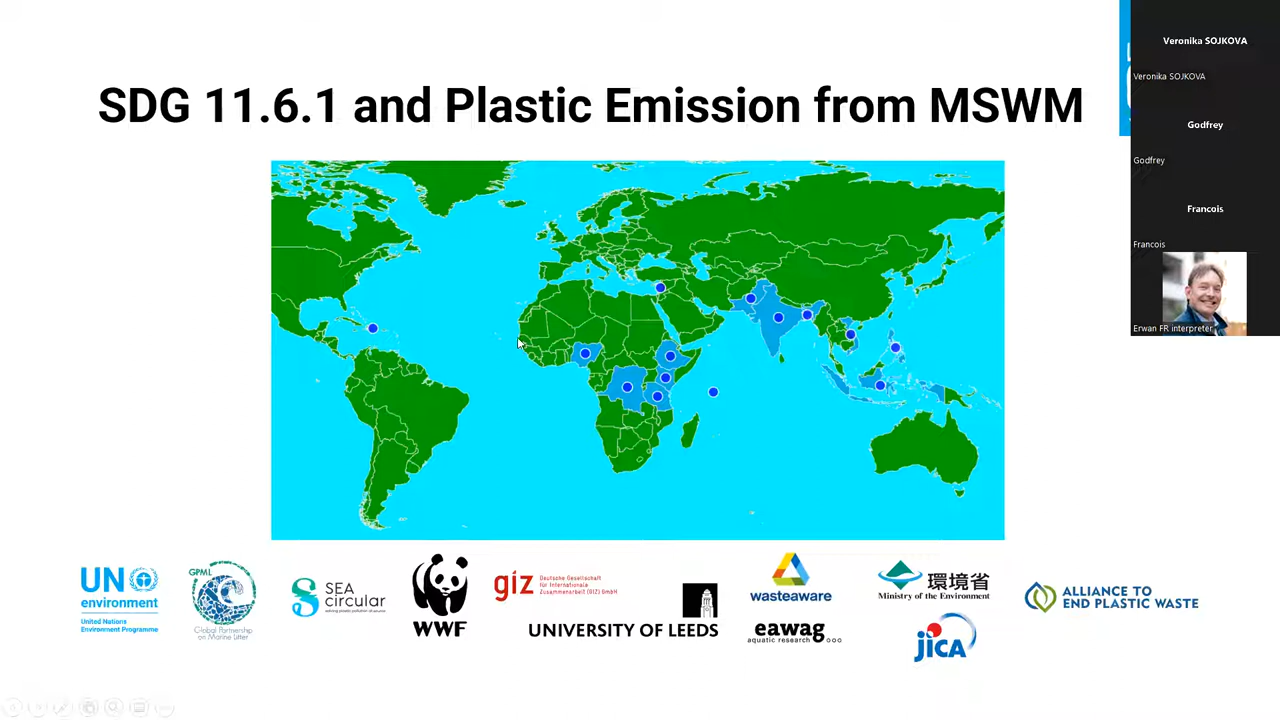 SDG 11.6.1 and Plastic Emission from MSWM
Veronika SOJKOVA
Veronika SOJKOVA
Godfrey
Godfrey
Francois
Francois
Erwan FR interpreter
UN
environment
United Nations
Environment Programme
GPML
Global Partnership
on Marine Litter
SEA
circular
WWF
giz
Deutsche Gesellschaft
für Internationale
Zusammenarbeit (GIZ) GmbH
UNIVERSITY OF LEEDS
wasteaware
eawag
aquatic research
環境省
Ministry of the Environment
jICA
ALLIANCE TO
END PLASTIC WASTE